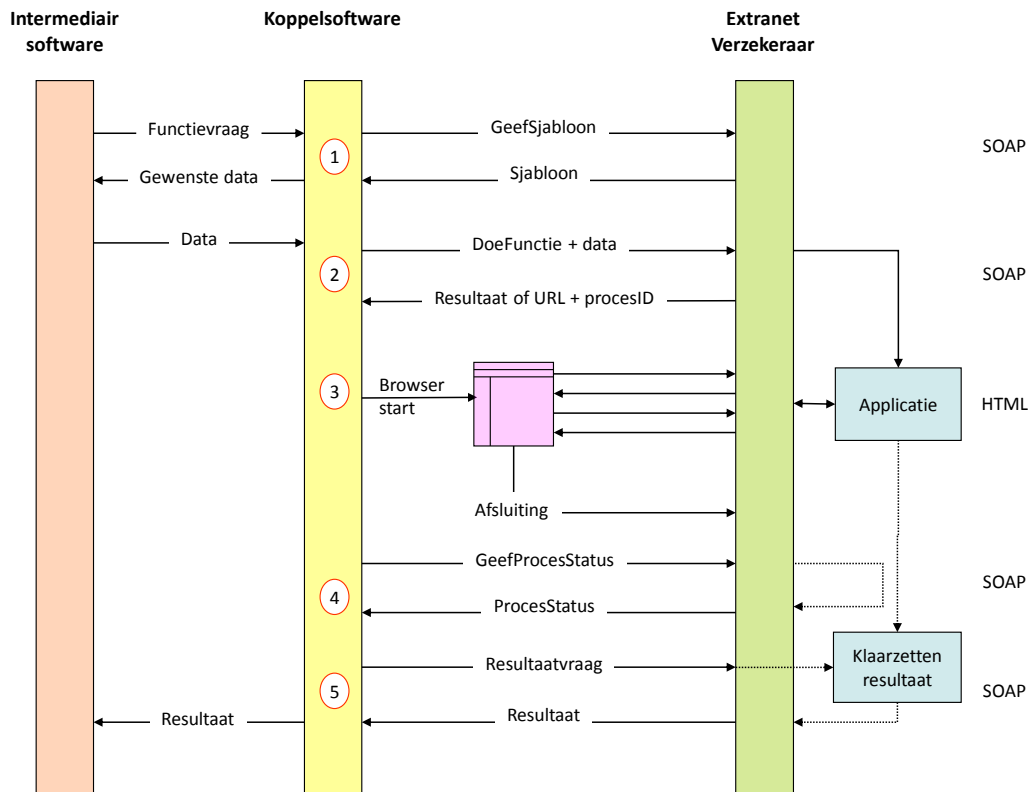 Intermediair
software
Koppelsoftware
Extranet
Verzekeraar
Functievraag
GeefSjabloon
1
SOAP
Gewenste data
Sjabloon
Data
DoeFunctie + data
2
SOAP
Resultaat of URL + procesID
3
Browser
start
Applicatie
HTML
Afsluiting
GeefProcesStatus
4
SOAP
ProcesStatus
Resultaatvraag
Klaarzetten
resultaat
5
SOAP
Resultaat
Resultaat